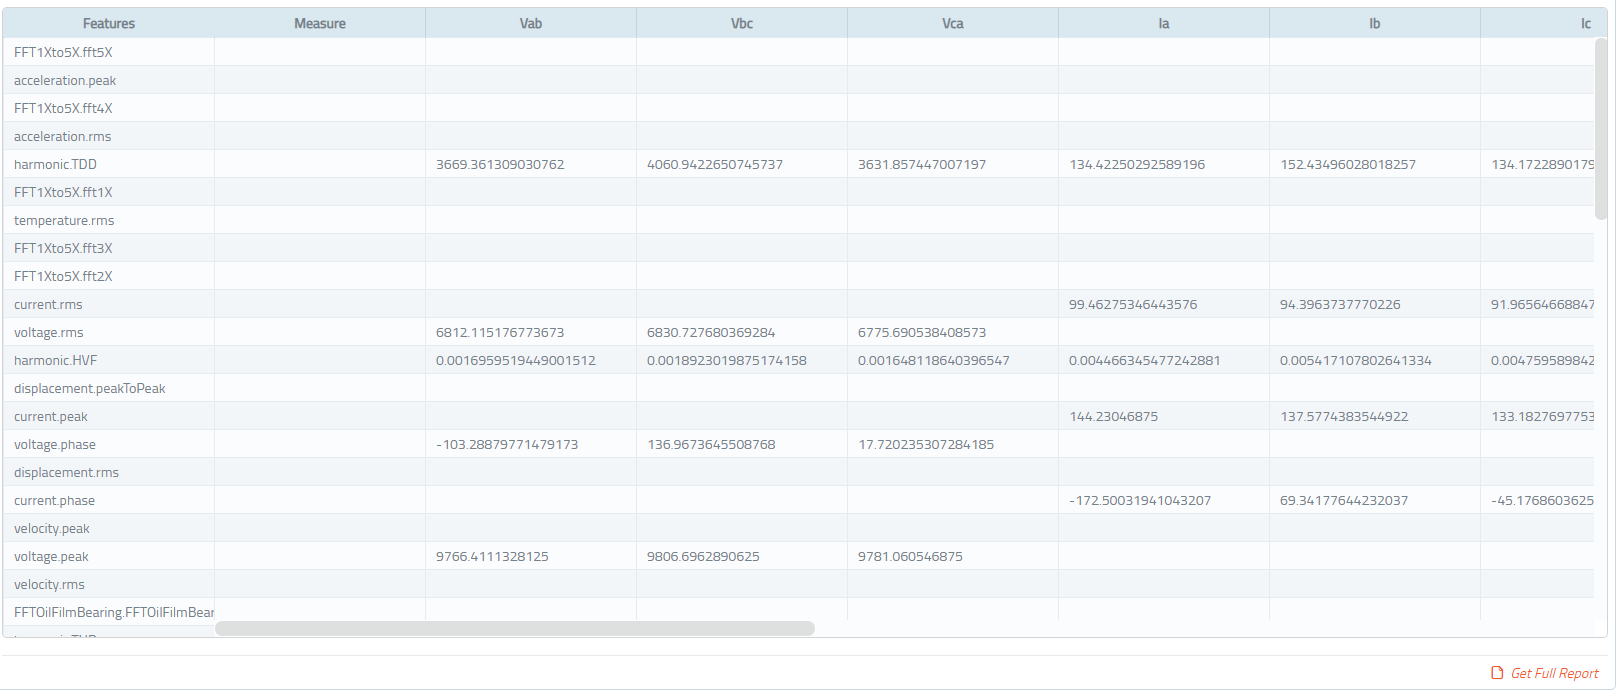 Features Measure Vab Vbc Vca Ia Ib Ic
FFT1Xto5X.fft5X
acceleration.peak
FFT1Xto5X.fft4X
acceleration.rms
harmonic.TDD 3669.361309030762 4060.9422650745737 3631.857447007197 134.42250292589196 152.43496028018257 134.1722890179
FFT1Xto5X.fft1X
temperature.rms
FFT1Xto5X.fft3X
FFT1Xto5X.fft2X
current.rms 99.46275346443576 94.3963737770226 91.96564668847
voltage.rms 6812.115176773673 6830.727680369284 6775.690538408573
harmonic.HVF 0.0016959519449001512 0.0018923019875174158 0.001648118640396547 0.004466345477242881 0.005417107802641334 0.004759589842
displacement.peakToPeak
current.peak 144.23046875 137.5774383544922 133.1827697753
voltage.phase -103.28879771479173 136.9673645508768 17.720235307284185
displacement.rms
current.phase -172.50031941043207 69.34177644232037 -45.1768603625
velocity.peak
voltage.peak 9766.4111328125 9806.6962890625 9781.060546875
velocity.rms
FFTOilFilmBearing.FFTOilFilmBear
Get Full Report